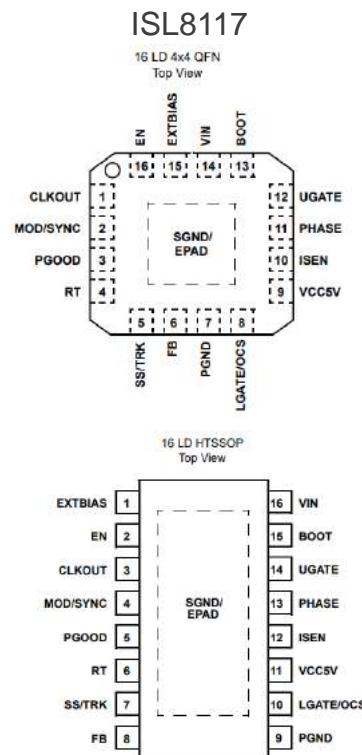 ISL8117
16 LD 4x4 QFN
Top View
EN
EXTBIAS
VIN
BOOT
16
15
14
13
CLKOUT 1
12 UGATE
MOD/SYNC 2
11 PHASE
SGND/
EPAD
PGOOD 3
10 ISEN
RT 4
9 VCC5V
5
6
7
8
SS/TRK
FB
PGND
LGATE/OCS
16 LD HTSSOP
Top View
EXTBIAS 1
16 VIN
EN 2
15 BOOT
CLKOUT 3
14 UGATE
MOD/SYNC 4
13 PHASE
SGND/
EPAD
PGOOD 5
12 ISEN
RT 6
11 VCC5V
SS/TRK 7
10 LGATE/OCS
FB 8
9 PGND